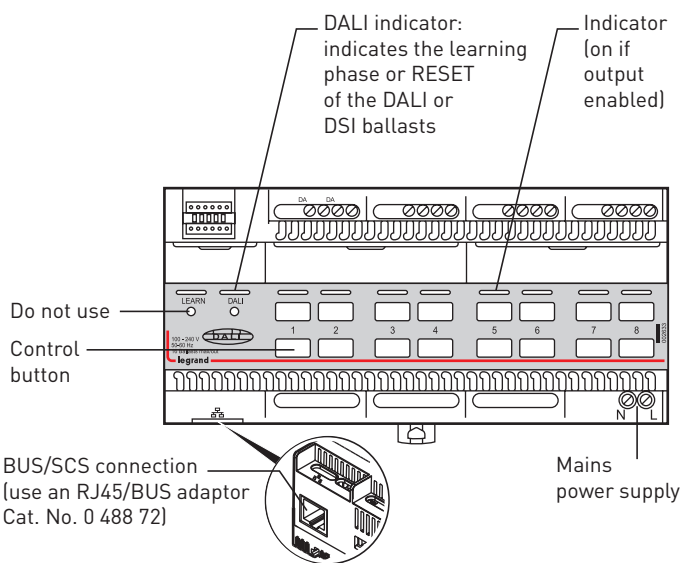 DALI indicator:
indicates the learning
phase or RESET
of the DALI or
DSI ballasts
Indicator
(on if
output
enabled)
DA DA
Do not use
LEARN DALI
Control
button
100 - 240 V
50-60 Hz
DALI
legrand
1 2 3 4 5 6 7 8
002633
N L
BUS/SCS connection
(use an RJ45/BUS adaptor
Cat. No. 0 488 72)
Mains
power supply